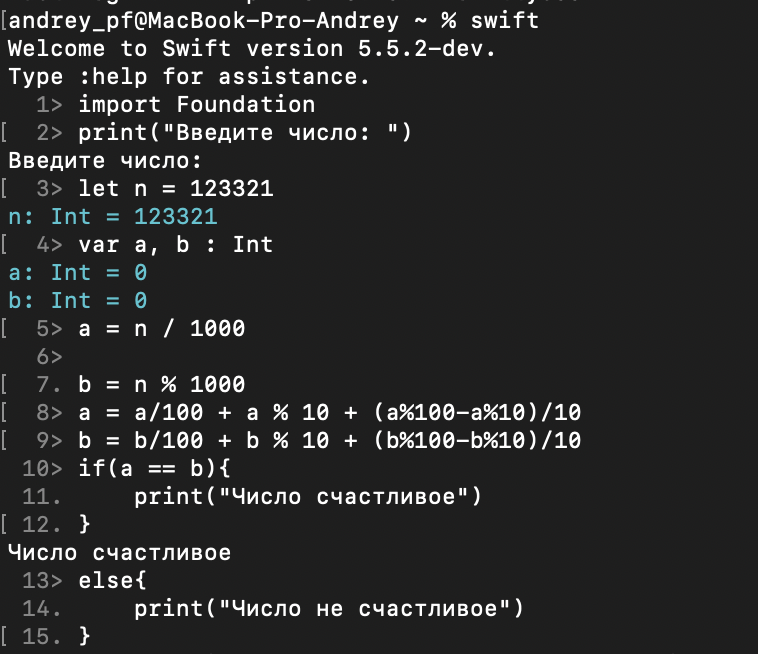 [andrey_pf@MacBook-Pro-Andrey ~ % swift
Welcome to Swift version 5.5.2-dev.
Type :help for assistance.
  1> import Foundation
[  2> print("Введите число: ")
Введите число:
[  3> let n = 123321
n: Int = 123321
[  4> var a, b : Int
a: Int = 0
b: Int = 0
[  5> a = n / 1000
  6>
[  7. b = n % 1000
[  8> a = a/100 + a % 10 + (a%100-a%10)/10
[  9> b = b/100 + b % 10 + (b%100-b%10)/10
 10> if(a == b){
 11.     print("Число счастливое")
[ 12. }
Число счастливое
 13> else{
 14.     print("Число не счастливое")
[ 15. }